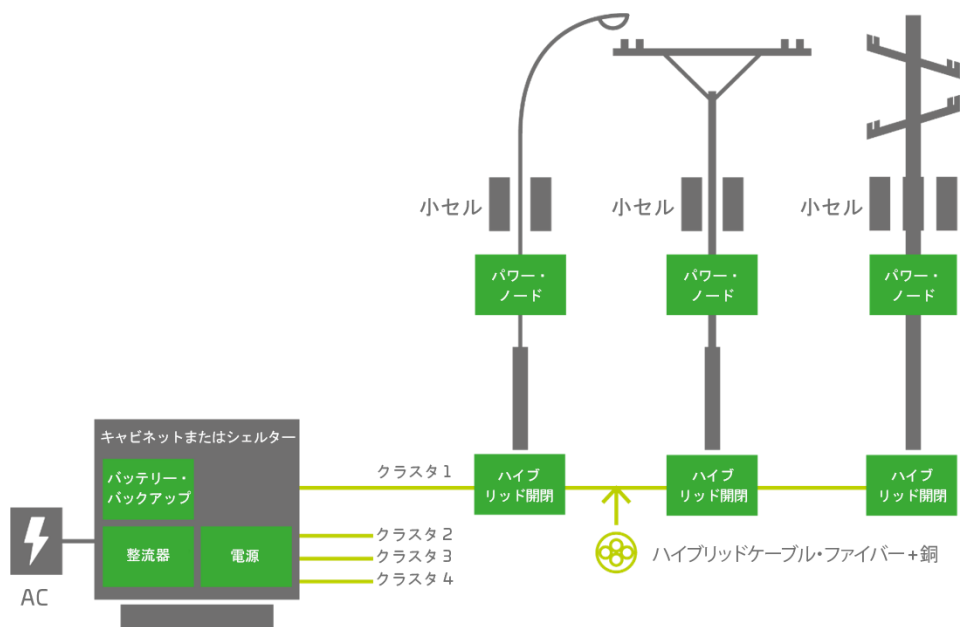 小セル
小セル
小セル
パワー・
ノード
パワー・
ノード
パワー・
ノード
キャビネットまたはシェルター
バッテリー・
バックアップ
整流器
電源
AC
クラスタ1
クラスタ2
クラスタ3
クラスタ4
ハイブ
リッド開閉
ハイブ
リッド開閉
ハイブ
リッド開閉
ハイブリッドケーブル・ファイバー+銅